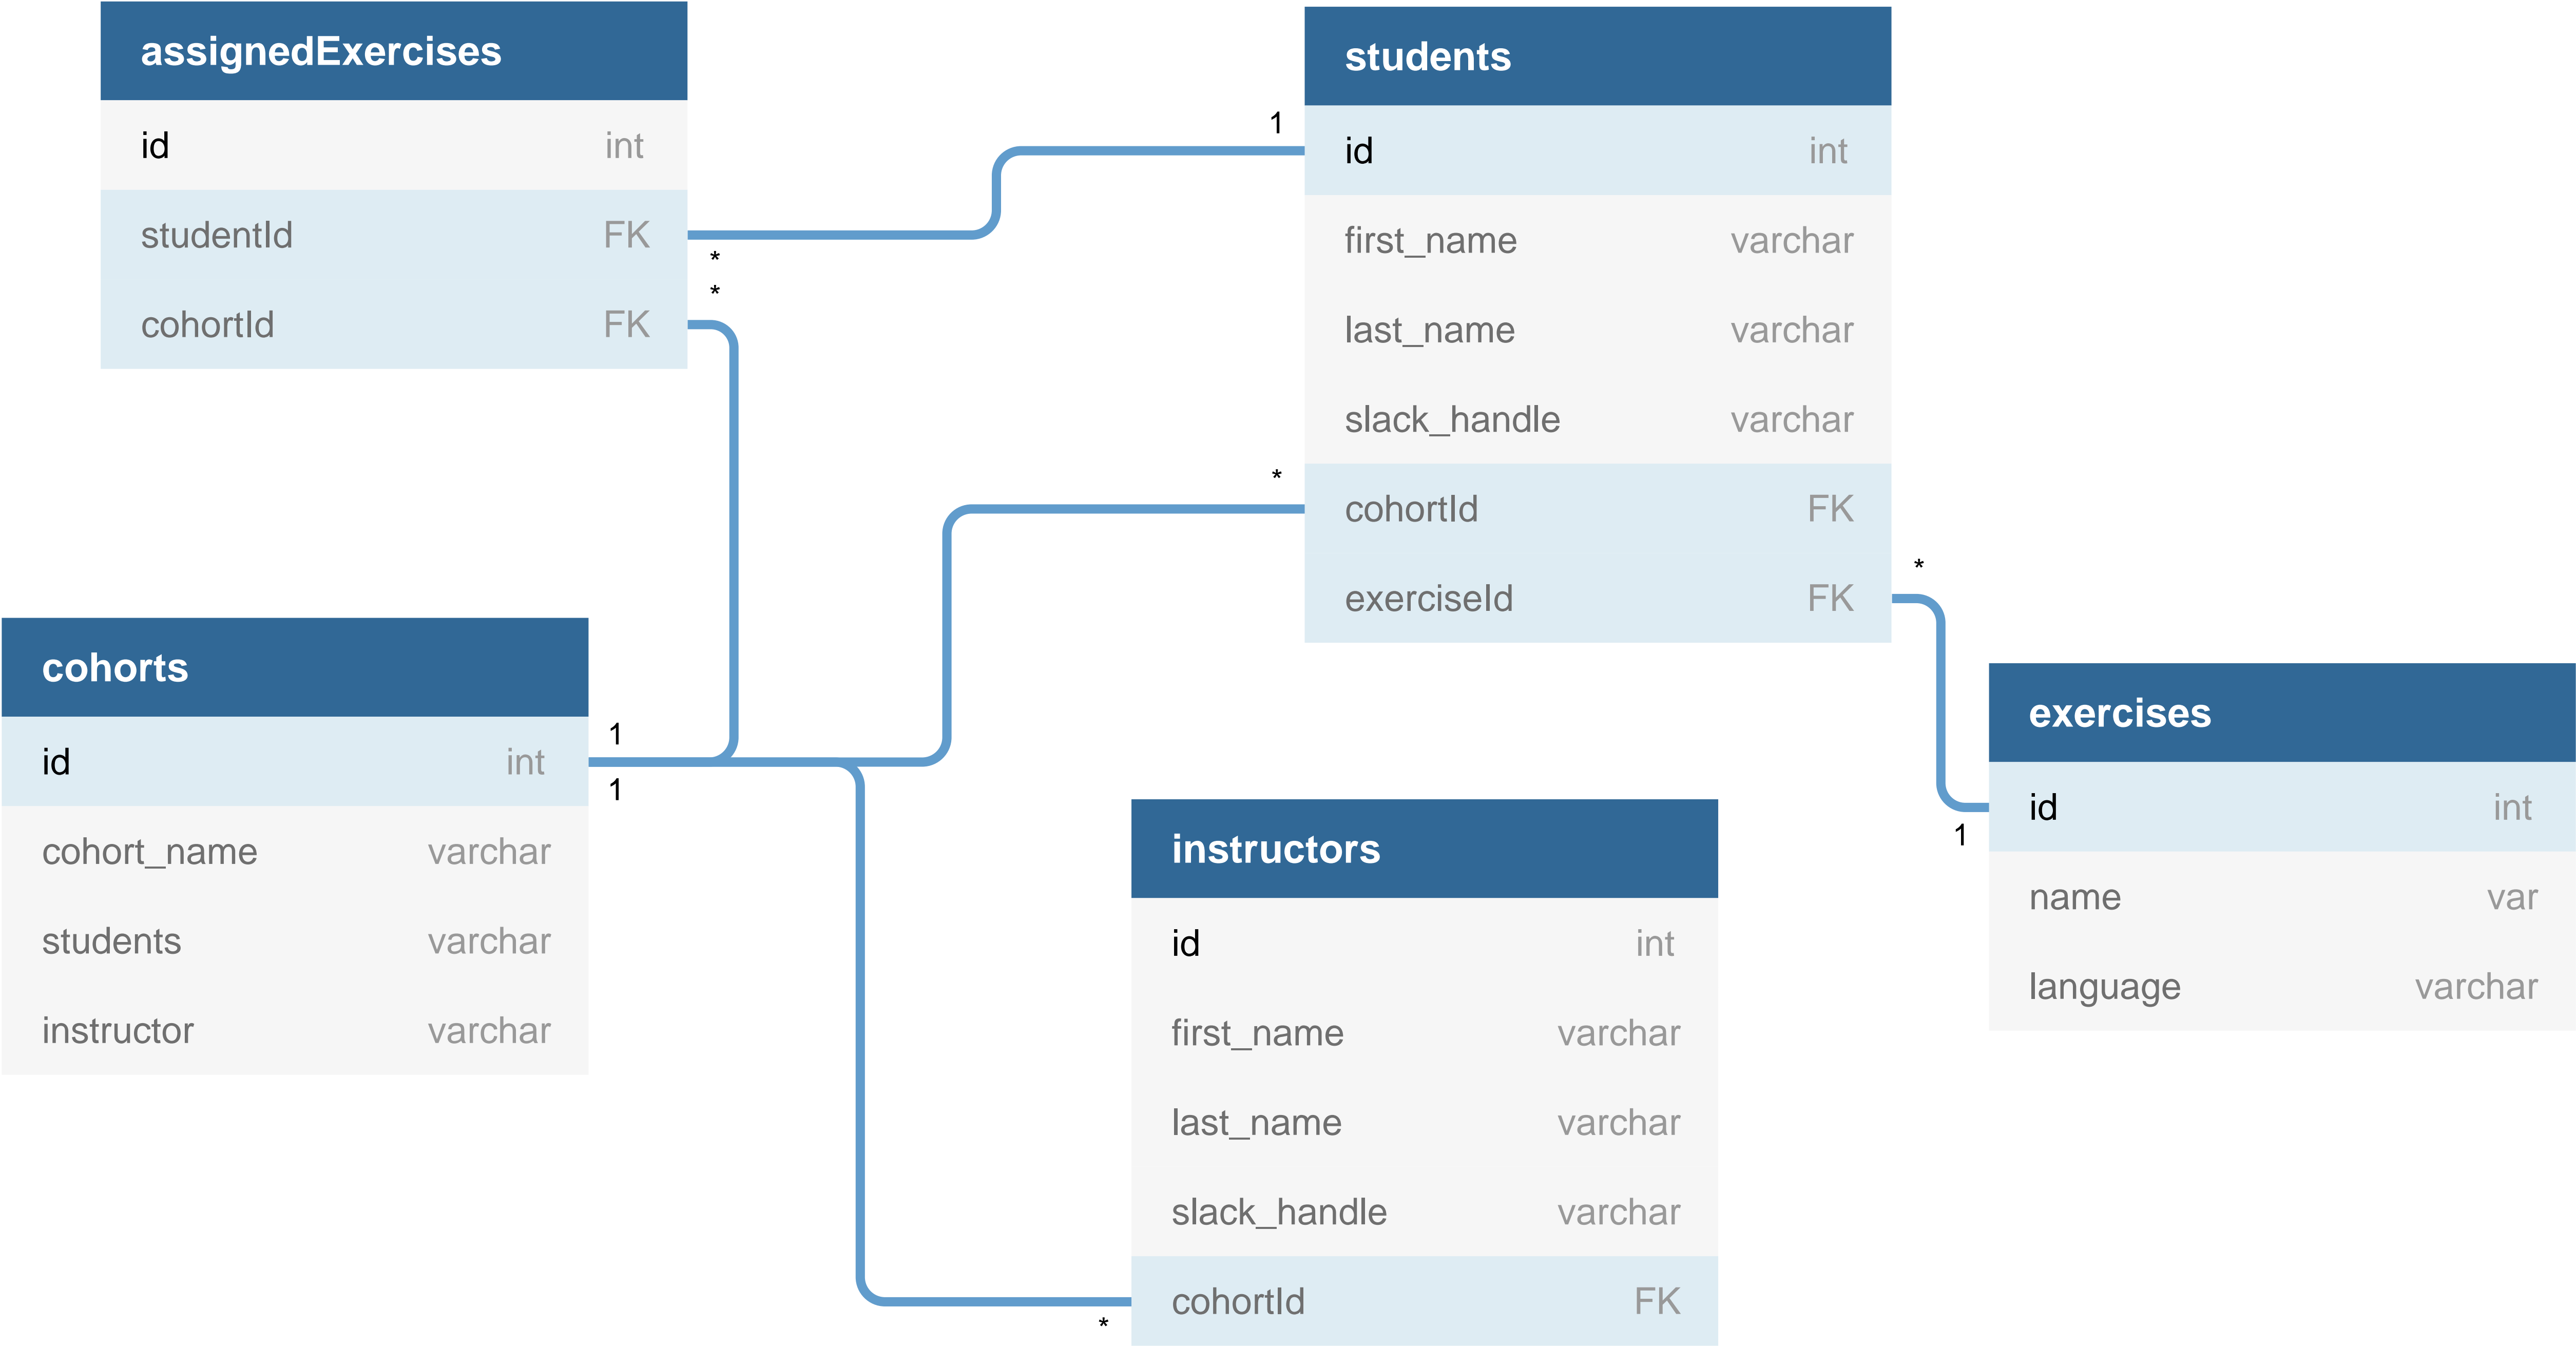 assignedExercises
id int
studentId FK
*
*
cohortId FK
students
1
id int
first_name varchar
last_name varchar
slack_handle varchar
*
cohortId FK
exerciseId FK
*
cohorts
1
id int
1
cohort_name varchar
students varchar
instructor varchar
exercises
id int
1
name var
language varchar
instructors
id int
first_name varchar
last_name varchar
slack_handle varchar
cohortId FK
*